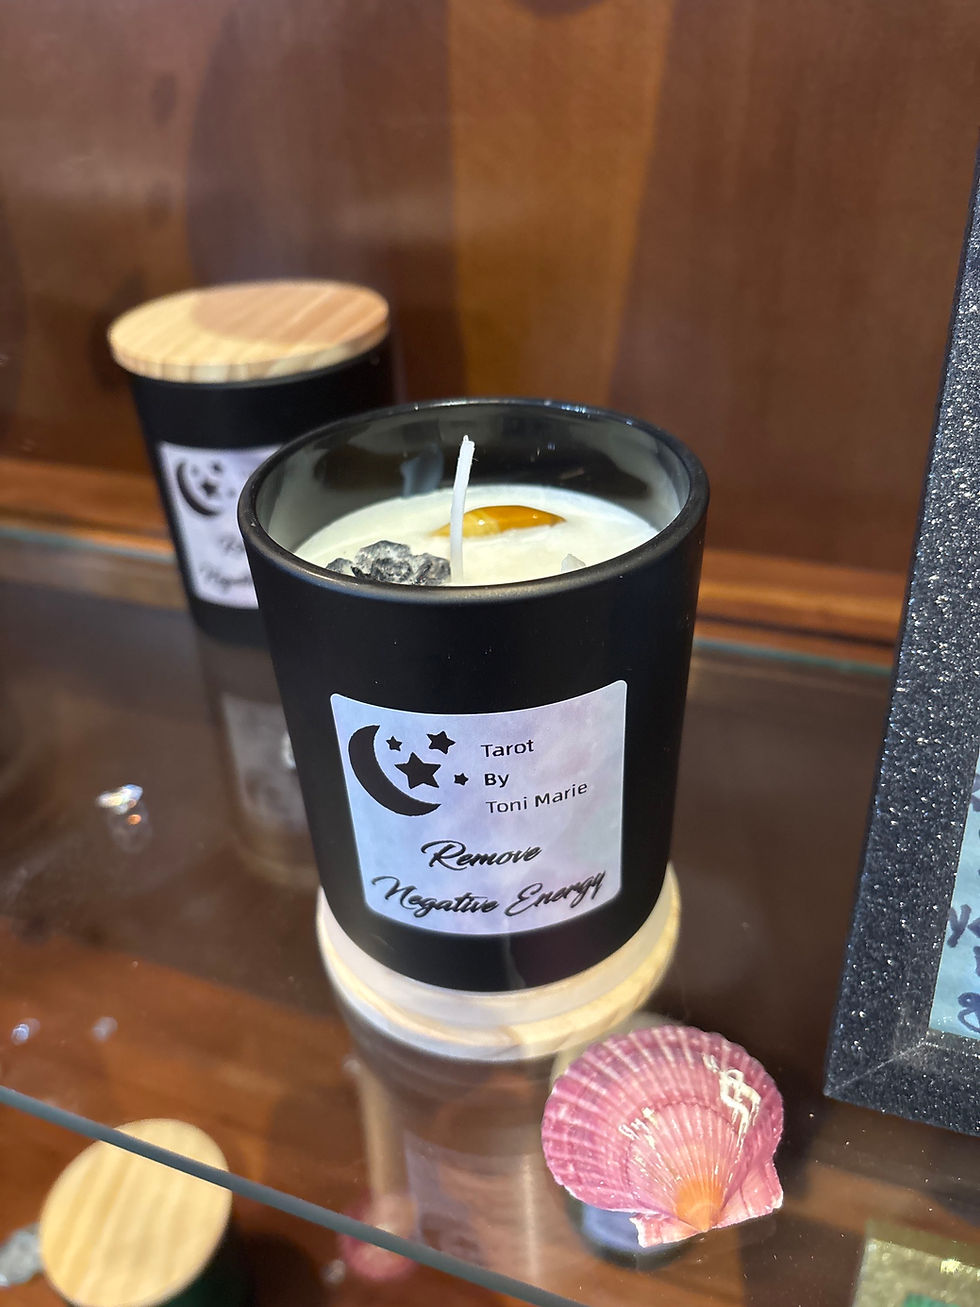 Tarot
By
Toni Marie
Remove
Negative Energy